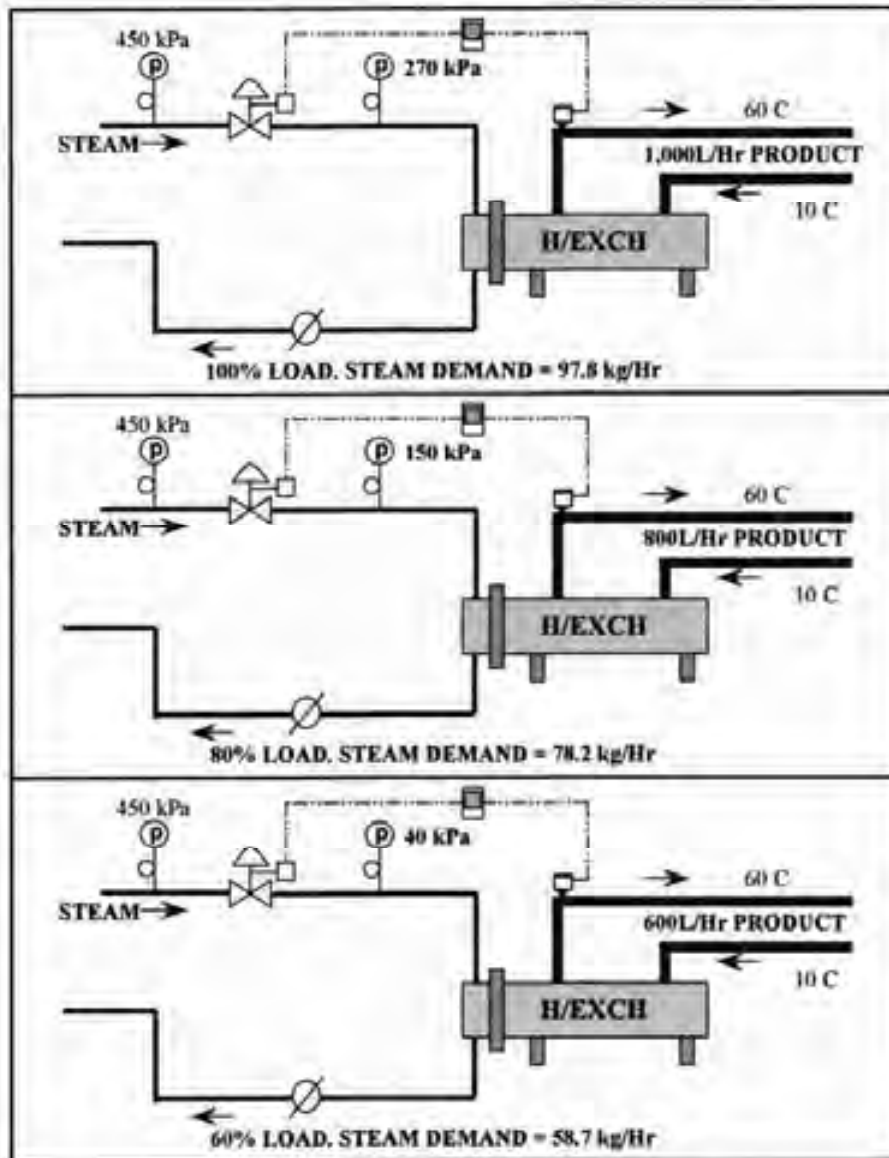 450 kPa
P
P
270 kPa
60 C
STEAM
1,000L/Hr PRODUCT
10 C
H/EXCH
100% LOAD. STEAM DEMAND = 97.8 kg/Hr
450 kPa
P
P
150 kPa
60 C
STEAM
800L/Hr PRODUCT
10 C
H/EXCH
80% LOAD. STEAM DEMAND = 78.2 kg/Hr
450 kPa
P
P
40 kPa
60 C
STEAM
600L/Hr PRODUCT
10 C
H/EXCH
60% LOAD. STEAM DEMAND = 58.7 kg/Hr